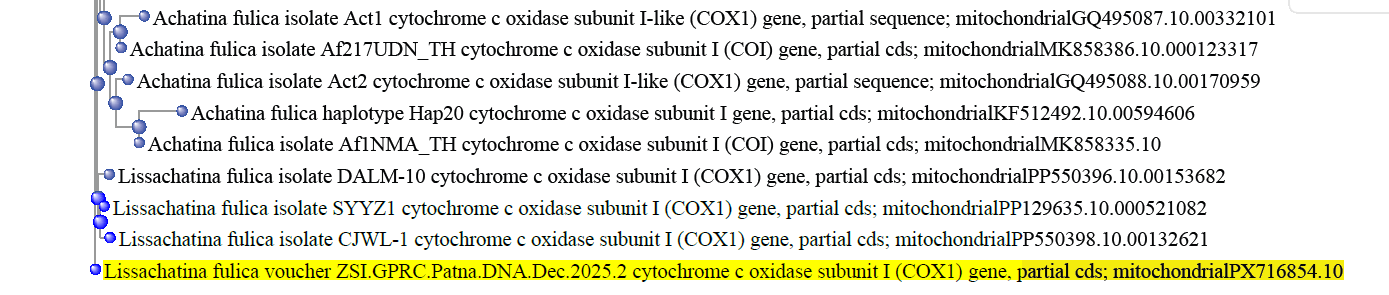 Achatina fulica isolate Act1 cytochrome c oxidase subunit I-like (COX1) gene, partial sequence; mitochondrialGQ495087.10.00332101
Achatina fulica isolate Af217UDN_TH cytochrome c oxidase subunit I (COI) gene, partial cds; mitochondrialMK858386.10.000123317
Achatina fulica isolate Act2 cytochrome c oxidase subunit I-like (COX1) gene, partial sequence; mitochondrialGQ495088.10.00170959
Achatina fulica haplotype Hap20 cytochrome c oxidase subunit I gene, partial cds; mitochondrialKF512492.10.00594606
Achatina fulica isolate Af1NMA_TH cytochrome c oxidase subunit I (COI) gene, partial cds; mitochondrialMK858335.10
Lissachatina fulica isolate DALM-10 cytochrome c oxidase subunit I (COX1) gene, partial cds; mitochondrialPP550396.10.00153682
Lissachatina fulica isolate SYYZ1 cytochrome c oxidase subunit I (COX1) gene, partial cds; mitochondrialPP129635.10.000521082
Lissachatina fulica isolate CJWL-1 cytochrome c oxidase subunit I (COX1) gene, partial cds; mitochondrialPP550398.10.00132621
Lissachatina fulica voucher ZSI.GPRC.Patna.DNA.Dec.2025.2 cytochrome c oxidase subunit I (COX1) gene, partial cds; mitochondrialPX716854.10